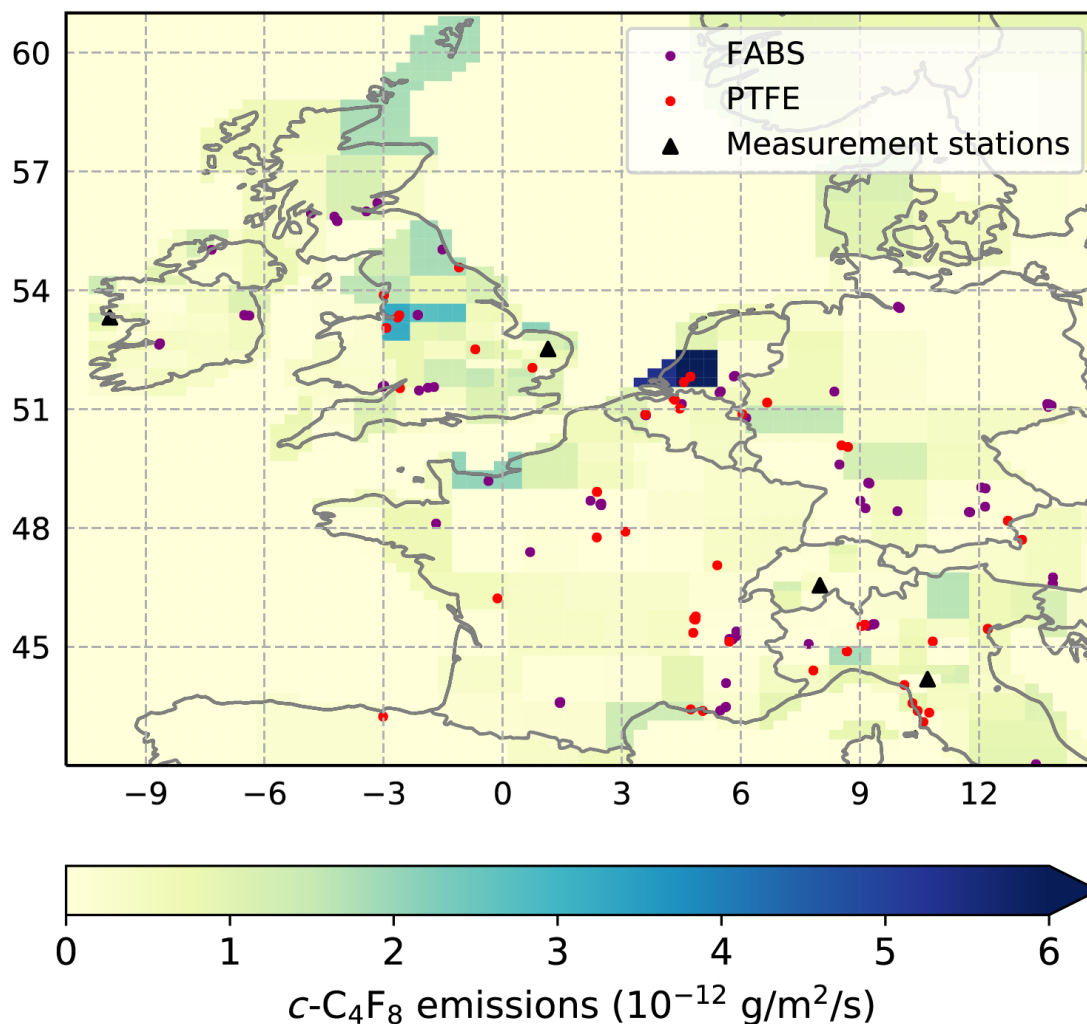 FABS
PTFE
Measurement stations
60
57
54
51
48
45
−9 −6 −3 0 3 6 9 12
0 1 2 3 4 5 6
c-C₄F₈ emissions (10⁻¹² g/m²/s)